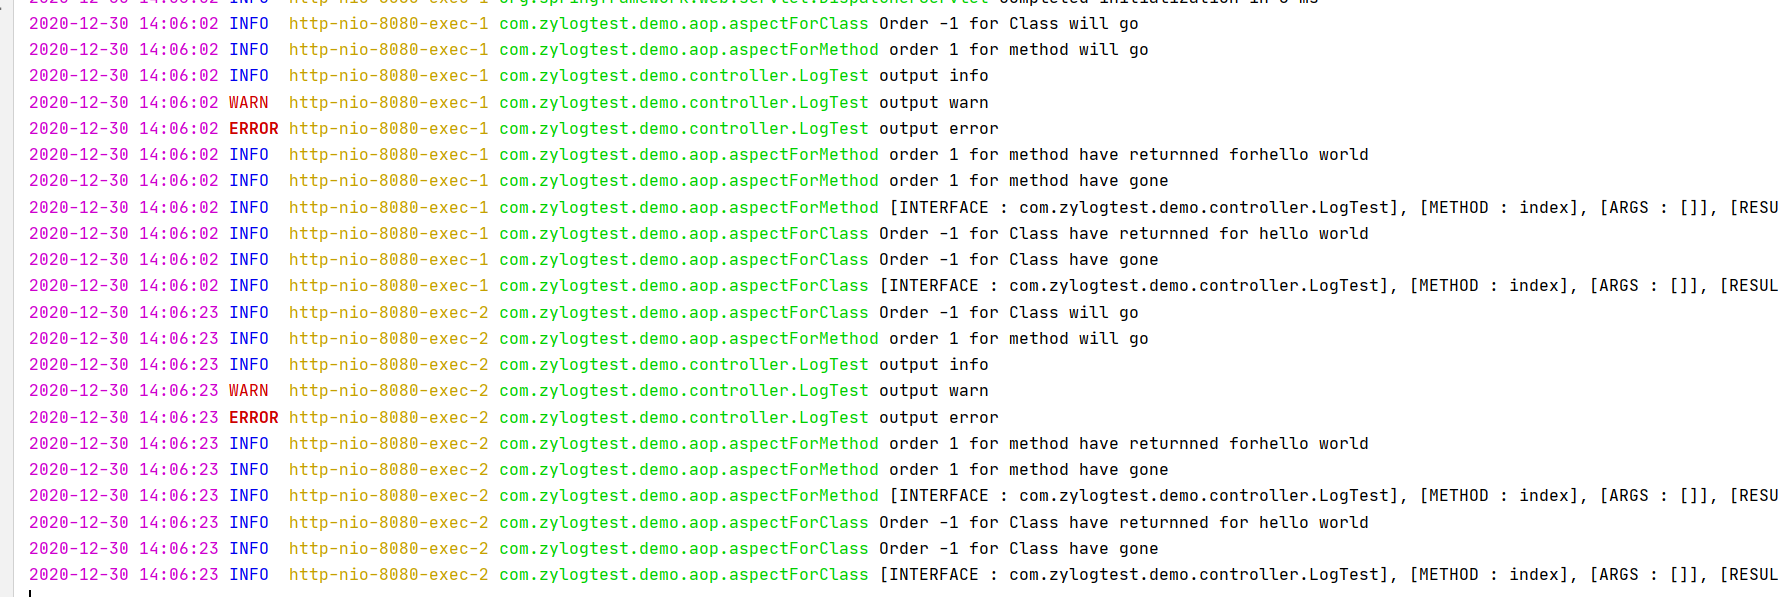 2020-12-30 14:06:02 INFO  http-nio-8080-exec-1 org.springframework.web.servlet.DispatcherServlet Completed initialization in 6 ms
2020-12-30 14:06:02 INFO  http-nio-8080-exec-1 com.zylogtest.demo.aop.aspectForClass Order -1 for Class will go
2020-12-30 14:06:02 INFO  http-nio-8080-exec-1 com.zylogtest.demo.aop.aspectForMethod order 1 for method will go
2020-12-30 14:06:02 INFO  http-nio-8080-exec-1 com.zylogtest.demo.controller.LogTest output info
2020-12-30 14:06:02 WARN  http-nio-8080-exec-1 com.zylogtest.demo.controller.LogTest output warn
2020-12-30 14:06:02 ERROR http-nio-8080-exec-1 com.zylogtest.demo.controller.LogTest output error
2020-12-30 14:06:02 INFO  http-nio-8080-exec-1 com.zylogtest.demo.aop.aspectForMethod order 1 for method have returnned forhello world
2020-12-30 14:06:02 INFO  http-nio-8080-exec-1 com.zylogtest.demo.aop.aspectForMethod order 1 for method have gone
2020-12-30 14:06:02 INFO  http-nio-8080-exec-1 com.zylogtest.demo.aop.aspectForMethod [INTERFACE : com.zylogtest.demo.controller.LogTest], [METHOD : index], [ARGS : []], [RESU
2020-12-30 14:06:02 INFO  http-nio-8080-exec-1 com.zylogtest.demo.aop.aspectForClass Order -1 for Class have returnned for hello world
2020-12-30 14:06:02 INFO  http-nio-8080-exec-1 com.zylogtest.demo.aop.aspectForClass Order -1 for Class have gone
2020-12-30 14:06:02 INFO  http-nio-8080-exec-1 com.zylogtest.demo.aop.aspectForClass [INTERFACE : com.zylogtest.demo.controller.LogTest], [METHOD : index], [ARGS : []], [RESUL
2020-12-30 14:06:23 INFO  http-nio-8080-exec-2 com.zylogtest.demo.aop.aspectForClass Order -1 for Class will go
2020-12-30 14:06:23 INFO  http-nio-8080-exec-2 com.zylogtest.demo.aop.aspectForMethod order 1 for method will go
2020-12-30 14:06:23 INFO  http-nio-8080-exec-2 com.zylogtest.demo.controller.LogTest output info
2020-12-30 14:06:23 WARN  http-nio-8080-exec-2 com.zylogtest.demo.controller.LogTest output warn
2020-12-30 14:06:23 ERROR http-nio-8080-exec-2 com.zylogtest.demo.controller.LogTest output error
2020-12-30 14:06:23 INFO  http-nio-8080-exec-2 com.zylogtest.demo.aop.aspectForMethod order 1 for method have returnned forhello world
2020-12-30 14:06:23 INFO  http-nio-8080-exec-2 com.zylogtest.demo.aop.aspectForMethod order 1 for method have gone
2020-12-30 14:06:23 INFO  http-nio-8080-exec-2 com.zylogtest.demo.aop.aspectForMethod [INTERFACE : com.zylogtest.demo.controller.LogTest], [METHOD : index], [ARGS : []], [RESU
2020-12-30 14:06:23 INFO  http-nio-8080-exec-2 com.zylogtest.demo.aop.aspectForClass Order -1 for Class have returnned for hello world
2020-12-30 14:06:23 INFO  http-nio-8080-exec-2 com.zylogtest.demo.aop.aspectForClass Order -1 for Class have gone
2020-12-30 14:06:23 INFO  http-nio-8080-exec-2 com.zylogtest.demo.aop.aspectForClass [INTERFACE : com.zylogtest.demo.controller.LogTest], [METHOD : index], [ARGS : []], [RESUL